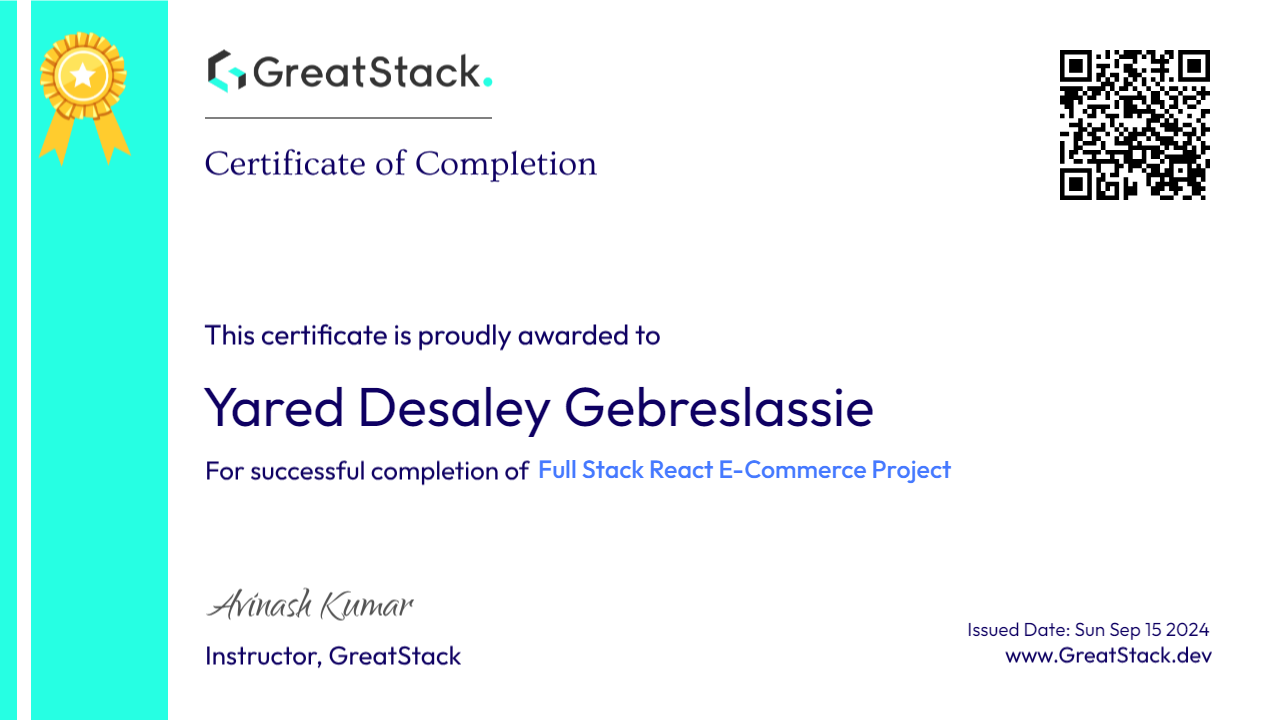 GreatStack.
Certificate of Completion
This certificate is proudly awarded to
Yared Desaley Gebreslassie
For successful completion of Full Stack React E-Commerce Project
Avinash Kumar
Instructor, GreatStack
Issued Date: Sun Sep 15 2024
www.GreatStack.dev